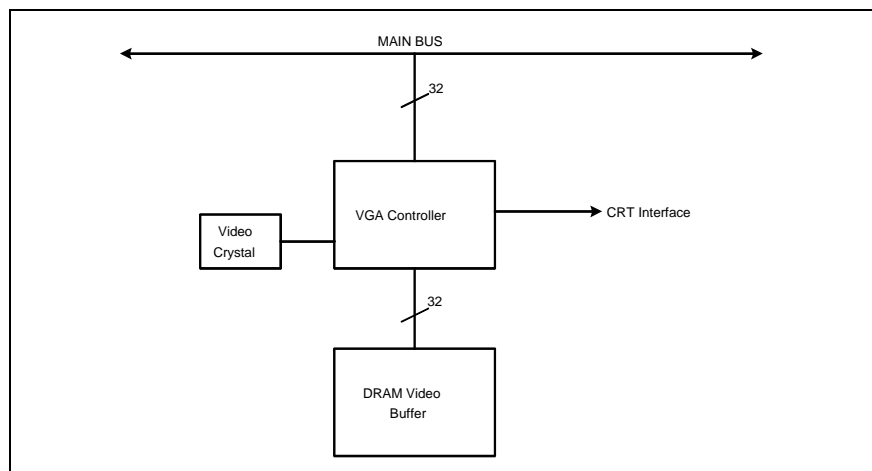 MAIN BUS
32
VGA Controller
CRT Interface
Video
Crystal
32
DRAM Video
Buffer